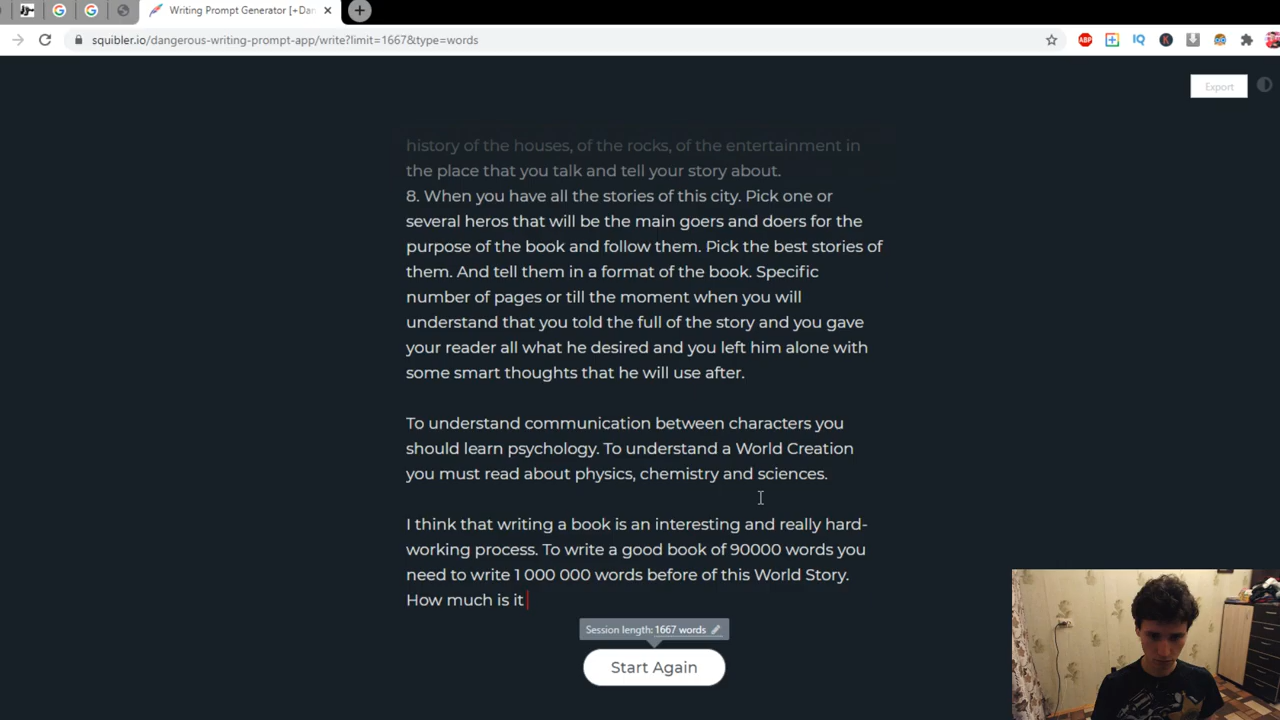 Writing Prompt Generator [+Dan
squibler.io/dangerous-writing-prompt-app/write?limit=1667&type=words
ABP
IQ
K
Export
history of the houses, of the rocks, of the entertainment in
the place that you talk and tell your story about.
8. When you have all the stories of this city. Pick one or
several heros that will be the main goers and doers for the
purpose of the book and follow them. Pick the best stories of
them. And tell them in a format of the book. Specific
number of pages or till the moment when you will
understand that you told the full of the story and you gave
your reader all what he desired and you left him alone with
some smart thoughts that he will use after.
To understand communication between characters you
should learn psychology. To understand a World Creation
you must read about physics, chemistry and sciences.
I think that writing a book is an interesting and really hard-
working process. To write a good book of 90000 words you
need to write 1 000 000 words before of this World Story.
How much is it
Session length: 1667 words
Start Again